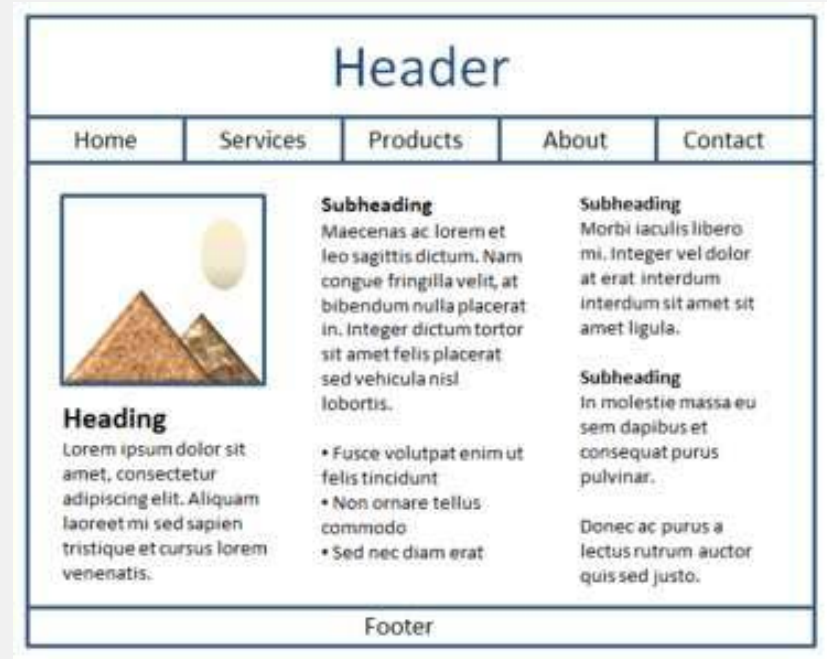 Header
Home Services Products About Contact
Heading
Lorem ipsum dolor sit
amet, consectetur
adipiscing elit. Aliquam
laoreet mi sed sapien
tristique et cursus lorem
venenatis.
Subheading
Maecenas ac lorem et
leo sagittis dictum. Nam
congue fringilla velit, at
bibendum nulla placerat
in. Integer dictum tortor
sit amet felis placerat
sed vehicula nisl
lobortis.
• Fusce volutpat enim ut
felis tincidunt
• Non ornare tellus
commodo
• Sed nec diam erat
Subheading
Morbi iaculis libero
mi. Integer vel dolor
at erat interdum
interdum sit amet sit
amet ligula.
Subheading
In molestie massa eu
sem dapibus et
consequat purus
pulvinar.
Donec ac purus a
lectus rutrum auctor
quis sed justo.
Footer